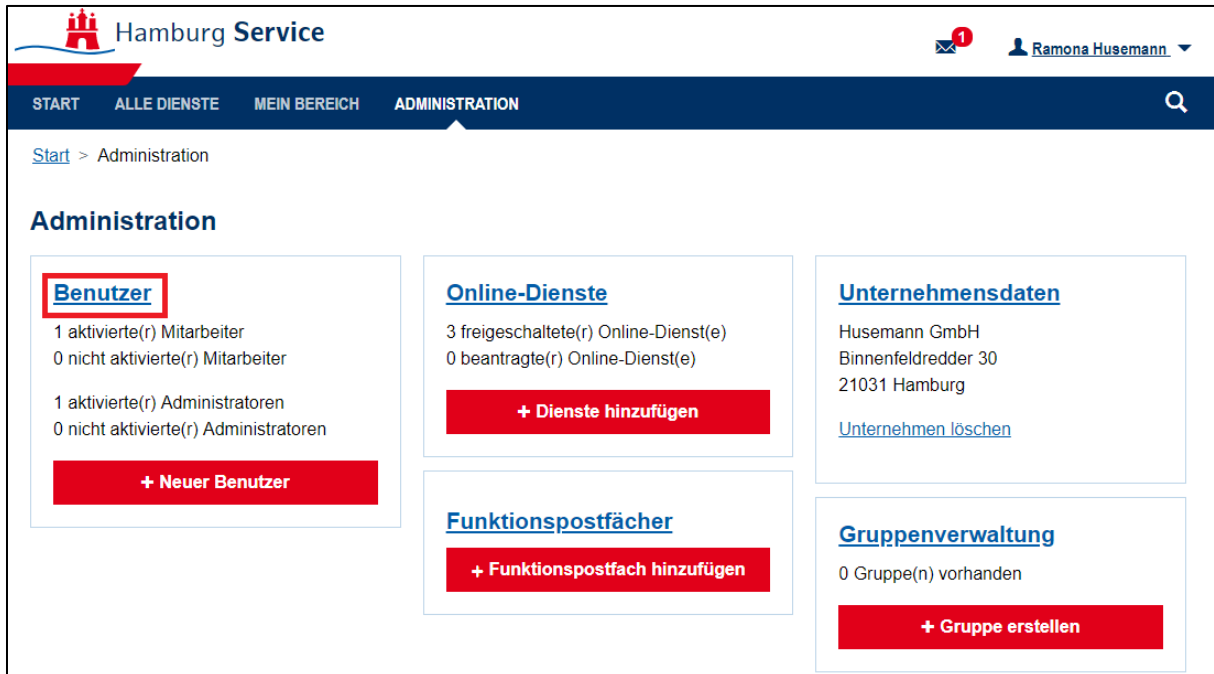 Hamburg Service
1
Ramona Husemann
START ALLE DIENSTE MEIN BEREICH ADMINISTRATION
Start > Administration
Administration
Benutzer
1 aktivierte(r) Mitarbeiter
0 nicht aktivierte(r) Mitarbeiter
1 aktivierte(r) Administratoren
0 nicht aktivierte(r) Administratoren
+ Neuer Benutzer
Online-Dienste
3 freigeschaltete(r) Online-Dienst(e)
0 beantragte(r) Online-Dienst(e)
+ Dienste hinzufügen
Funktionspostfächer
+ Funktionspostfach hinzufügen
Unternehmensdaten
Husemann GmbH
Binnenfeldredder 30
21031 Hamburg
Unternehmen löschen
Gruppenverwaltung
0 Gruppe(n) vorhanden
+ Gruppe erstellen